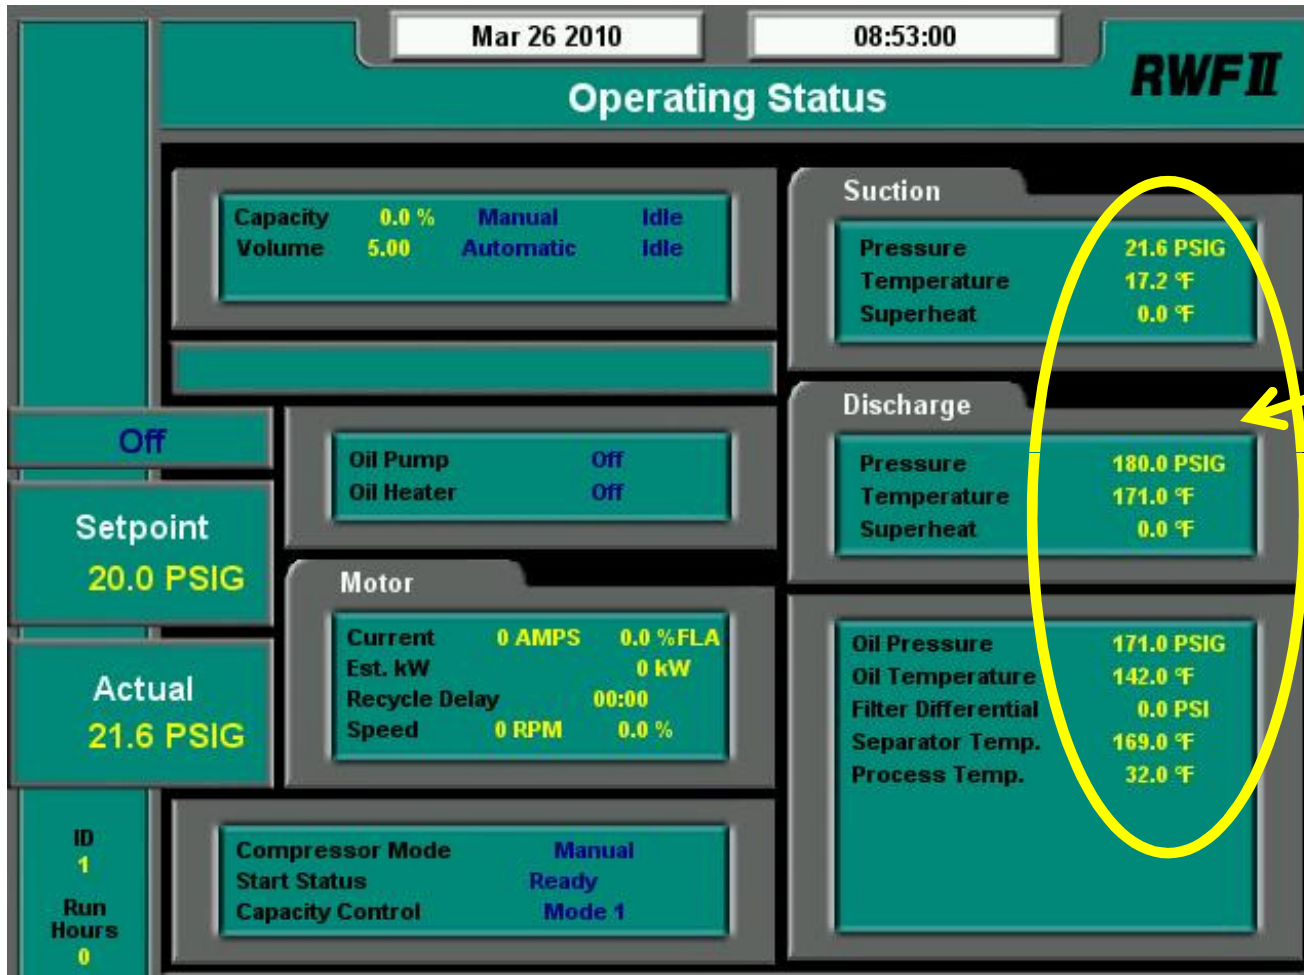 Mar 26 2010 08:53:00
RWF II
Operating Status
Capacity 0.0 % Manual Idle
Volume 5.00 Automatic Idle
Suction
Pressure 21.6 PSIG
Temperature 17.2 °F
Superheat 0.0 °F
Off
Oil Pump Off
Oil Heater Off
Discharge
Pressure 180.0 PSIG
Temperature 171.0 °F
Superheat 0.0 °F
Setpoint
20.0 PSIG
Actual
21.6 PSIG
Motor
Current 0 AMPS 0.0 %FLA
Est. kW 0 kW
Recycle Delay 00:00
Speed 0 RPM 0.0 %
Oil Pressure 171.0 PSIG
Oil Temperature 142.0 °F
Filter Differential 0.0 PSI
Separator Temp. 169.0 °F
Process Temp. 32.0 °F
ID
1
Run
Hours
0
Compressor Mode Manual
Start Status Ready
Capacity Control Mode 1